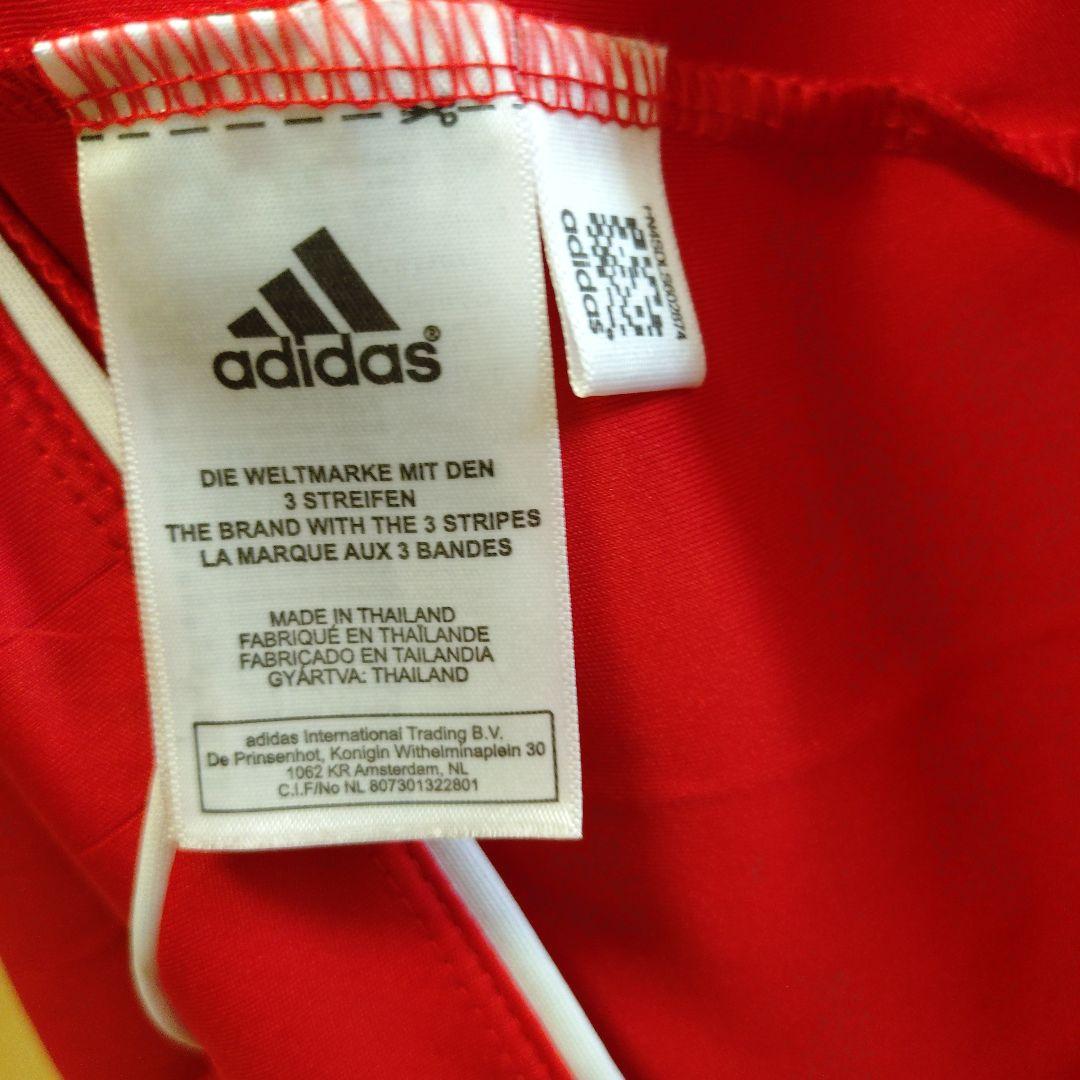 adidas®
DIE WELTMARKE MIT DEN
3 STREIFEN
THE BRAND WITH THE 3 STRIPES
LA MARQUE AUX 3 BANDES
MADE IN THAILAND
FABRIQUÉ EN THAÏLANDE
FABRICADO EN TAILANDIA
GYÁRTVA: THAILAND
adidas International Trading B.V.
De Prinsenhot, Konigin Withelminaplein 30
1062 KR Amsterdam, NL
C.I.F/No NL 807301322801
adidas®